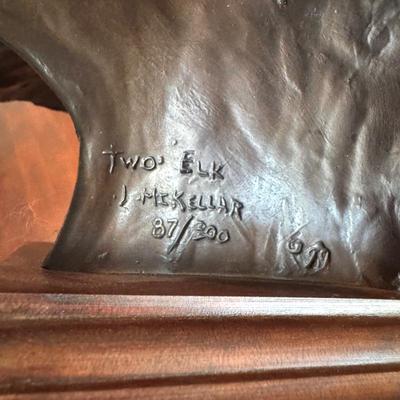 TWO' ELK
J. MCKELLAR
87/300